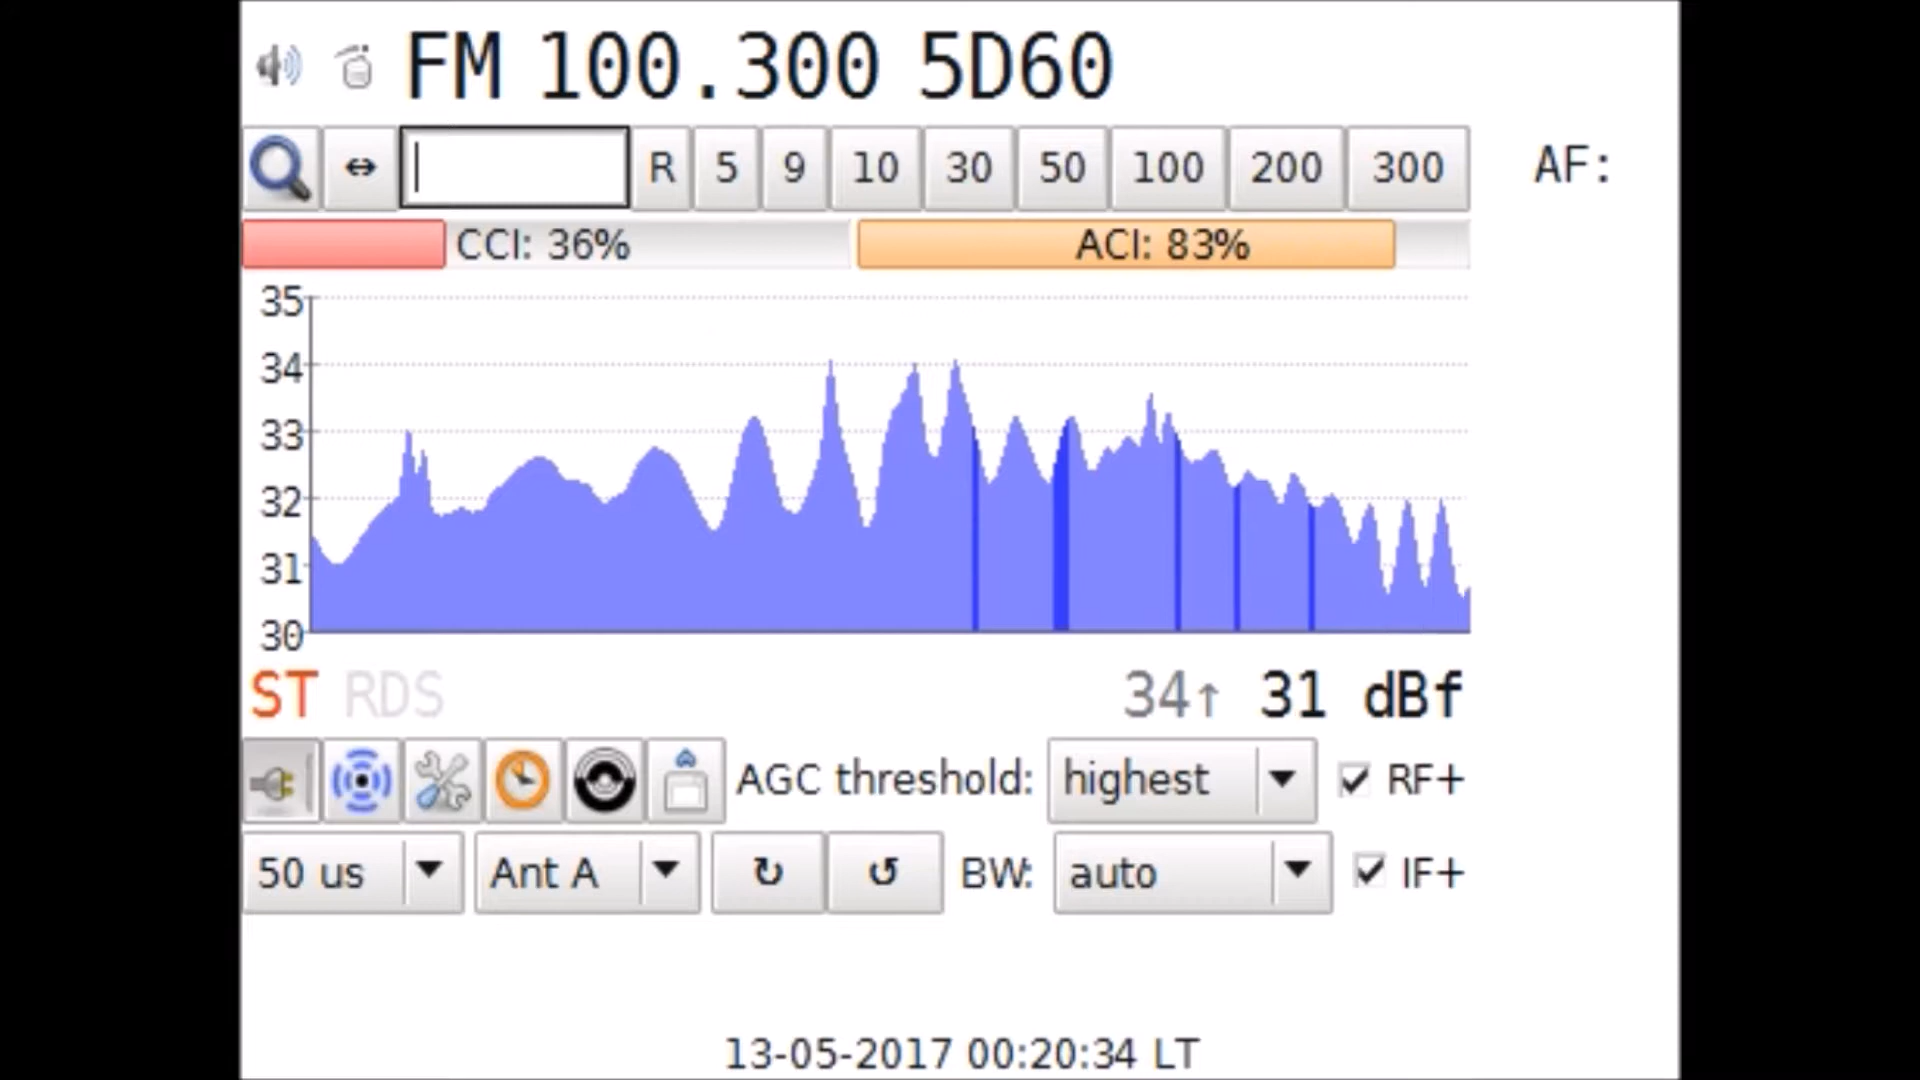 FM 100.300 5D60
R 5 9 10 30 50 100 200 300 AF:
CCI: 36% ACI: 83%
35
34
33
32
31
30
ST RDS 34↑ 31 dBf
AGC threshold: highest RF+
50 us Ant A ↻ ↺ BW: auto IF+
13-05-2017 00:20:34 LT